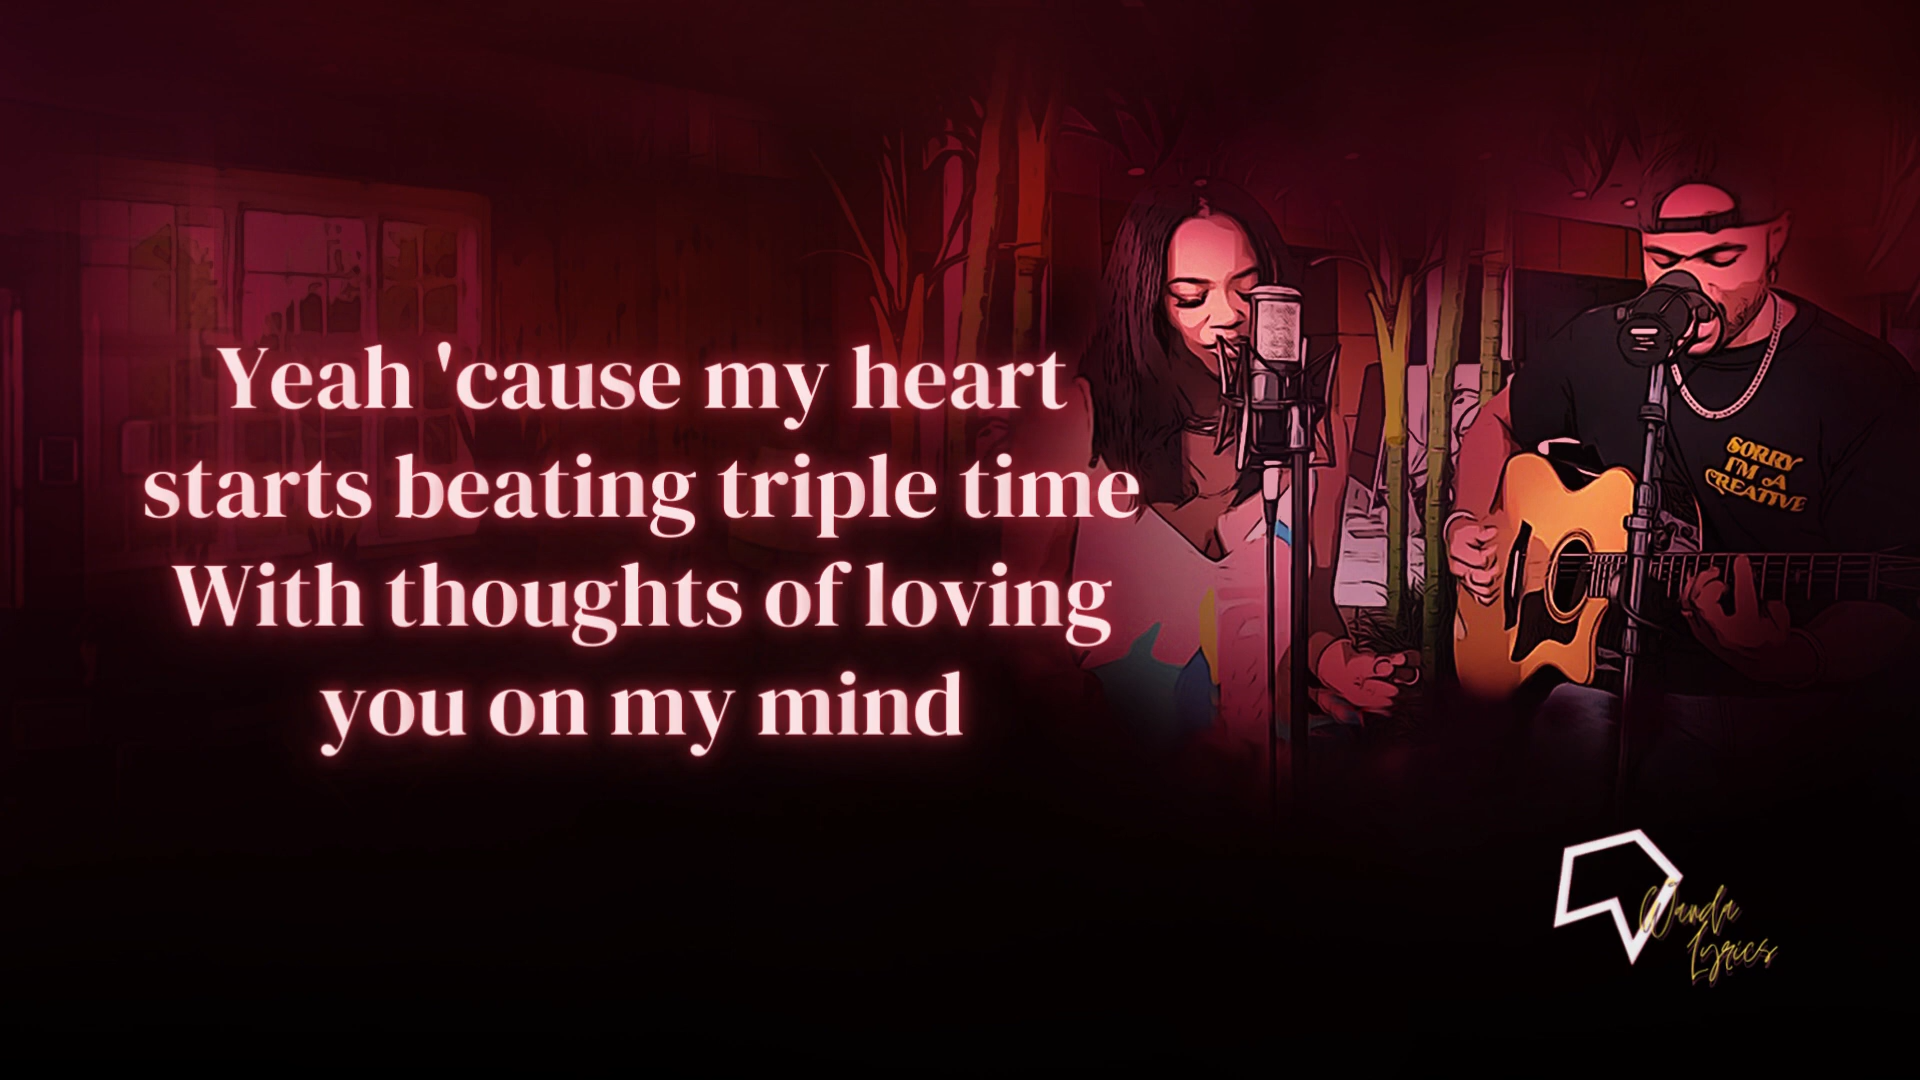 Yeah 'cause my heart
starts beating triple time
With thoughts of loving
you on my mind
SORRY
I'M A
CREATIVE
Wanda
Lyrics